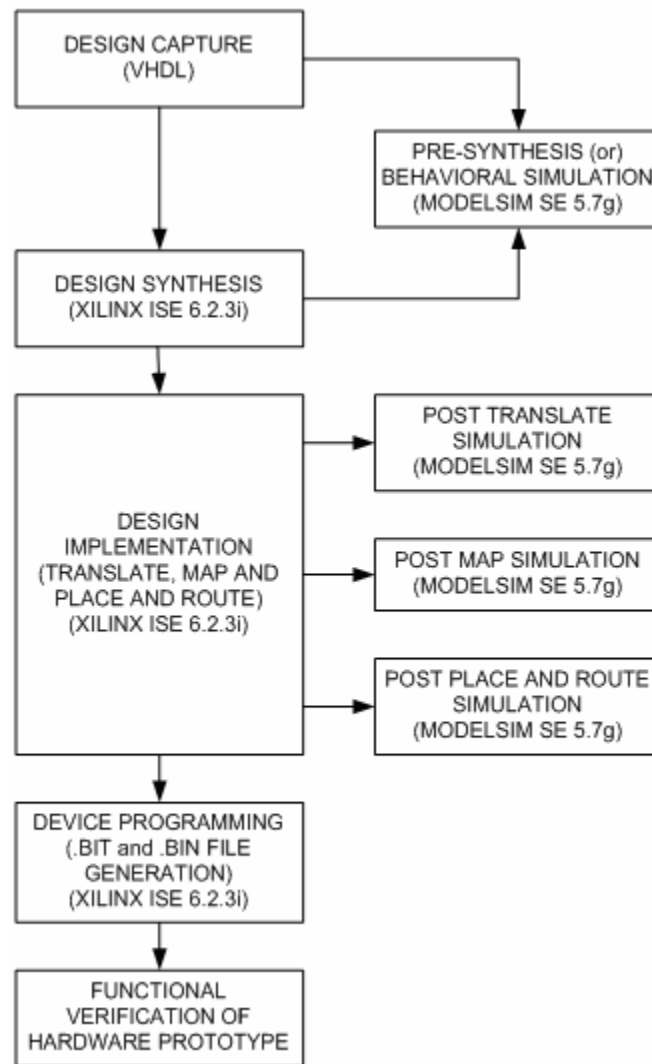 DESIGN CAPTURE
(VHDL)
PRE-SYNTHESIS (or)
BEHAVIORAL SIMULATION
(MODELSIM SE 5.7g)
DESIGN SYNTHESIS
(XILINX ISE 6.2.3i)
POST TRANSLATE
SIMULATION
(MODELSIM SE 5.7g)
DESIGN
IMPLEMENTATION
(TRANSLATE, MAP AND
PLACE AND ROUTE)
(XILINX ISE 6.2.3i)
POST MAP SIMULATION
(MODELSIM SE 5.7g)
POST PLACE AND ROUTE
SIMULATION
(MODELSIM SE 5.7g)
DEVICE PROGRAMMING
(.BIT and .BIN FILE
GENERATION)
(XILINX ISE 6.2.3i)
FUNCTIONAL
VERIFICATION OF
HARDWARE PROTOTYPE